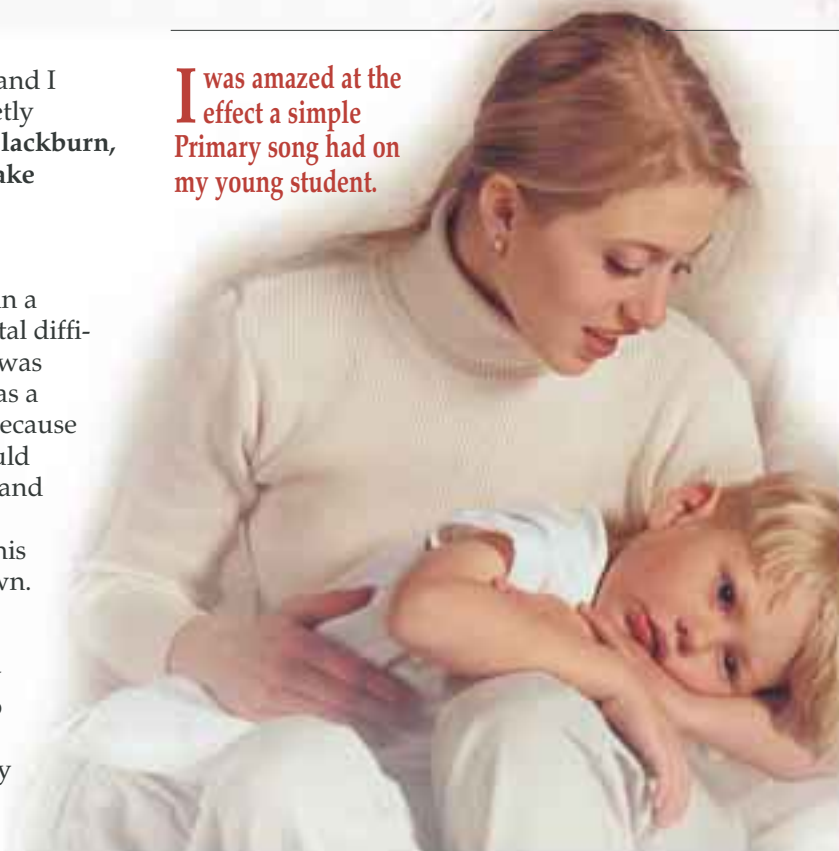 and I
etly
lackburn,
ake
n a
tal diffi-
was
as a
ecause
uld
and
wn.
y
I was amazed at the
effect a simple
Primary song had on
my young student.